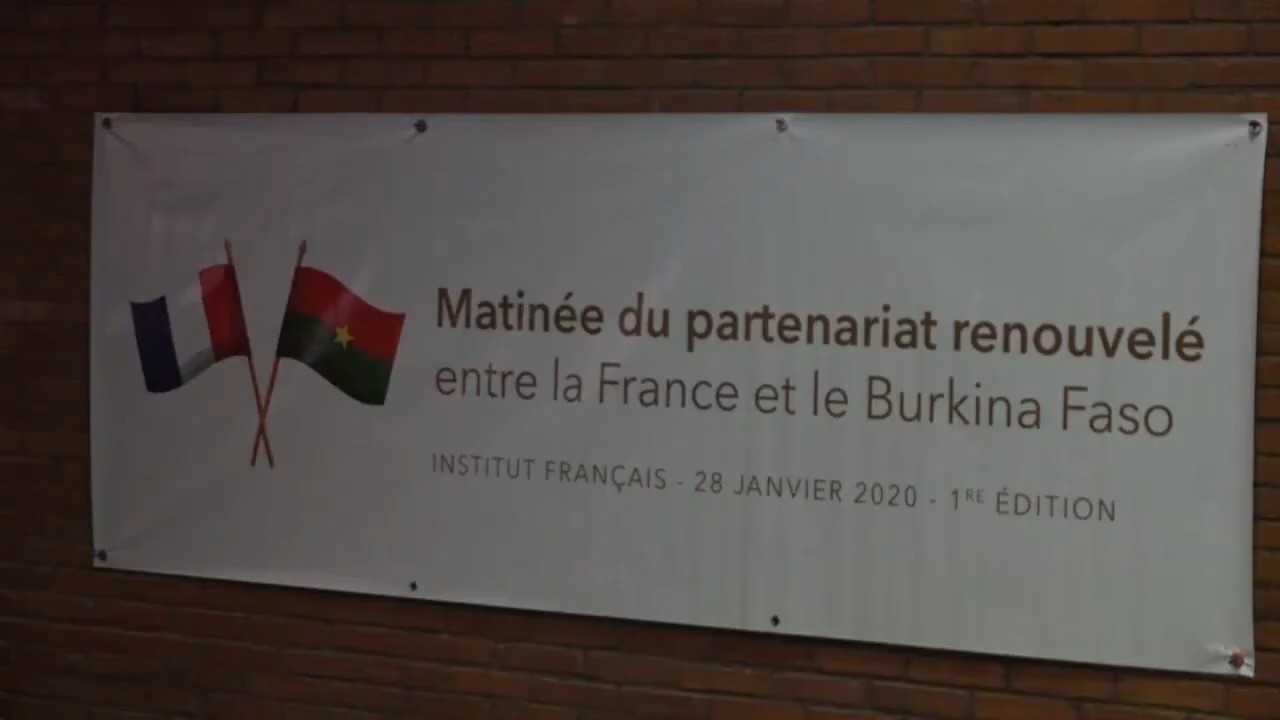 Matinée du partenariat renouvelé
entre la France et le Burkina Faso
INSTITUT FRANÇAIS - 28 JANVIER 2020 - 1RE ÉDITION